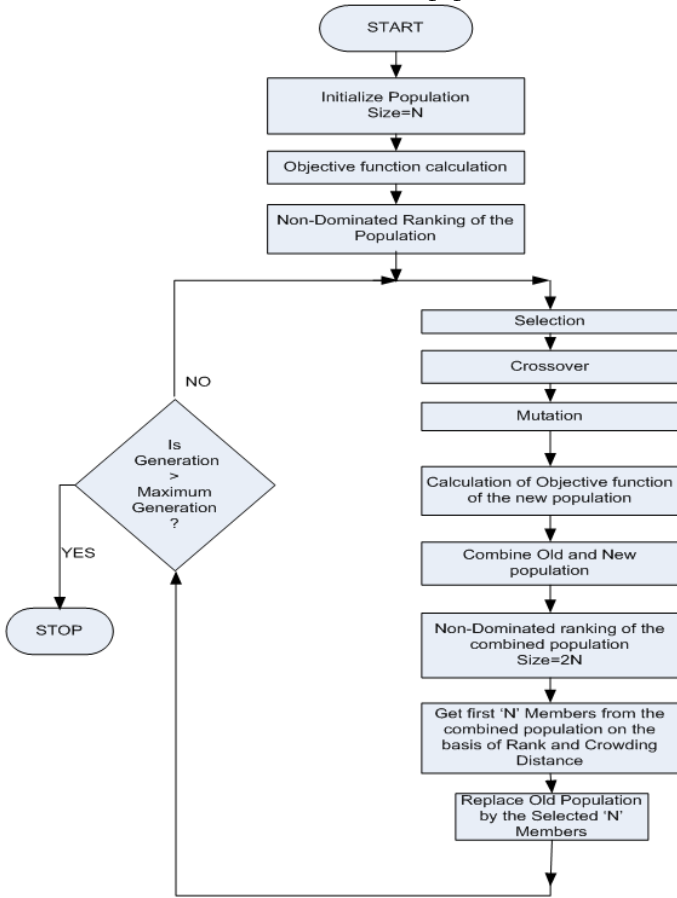 START
Initialize Population
Size=N
Objective function calculation
Non-Dominated Ranking of the
Population
Selection
Crossover
Mutation
Calculation of Objective function
of the new population
Combine Old and New
population
Non-Dominated ranking of the
combined population
Size=2N
Get first ‘N’ Members from the
combined population on the
basis of Rank and Crowding
Distance
Replace Old Population
by the Selected ‘N’
Members
Is
Generation
>
Maximum
Generation
?
NO
YES
STOP